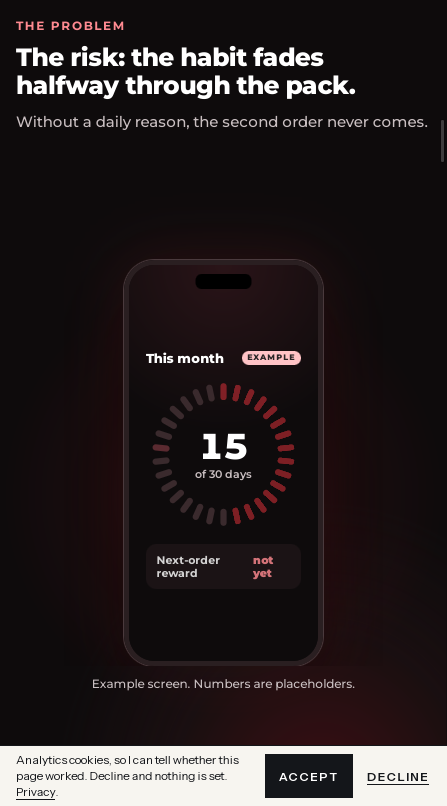 THE PROBLEM
The risk: the habit fades
halfway through the pack.
Without a daily reason, the second order never comes.
This month
EXAMPLE
15
of 30 days
Next-order
reward
not
yet
Example screen. Numbers are placeholders.
Analytics cookies, so I can tell whether this
page worked. Decline and nothing is set.
Privacy.
ACCEPT
DECLINE